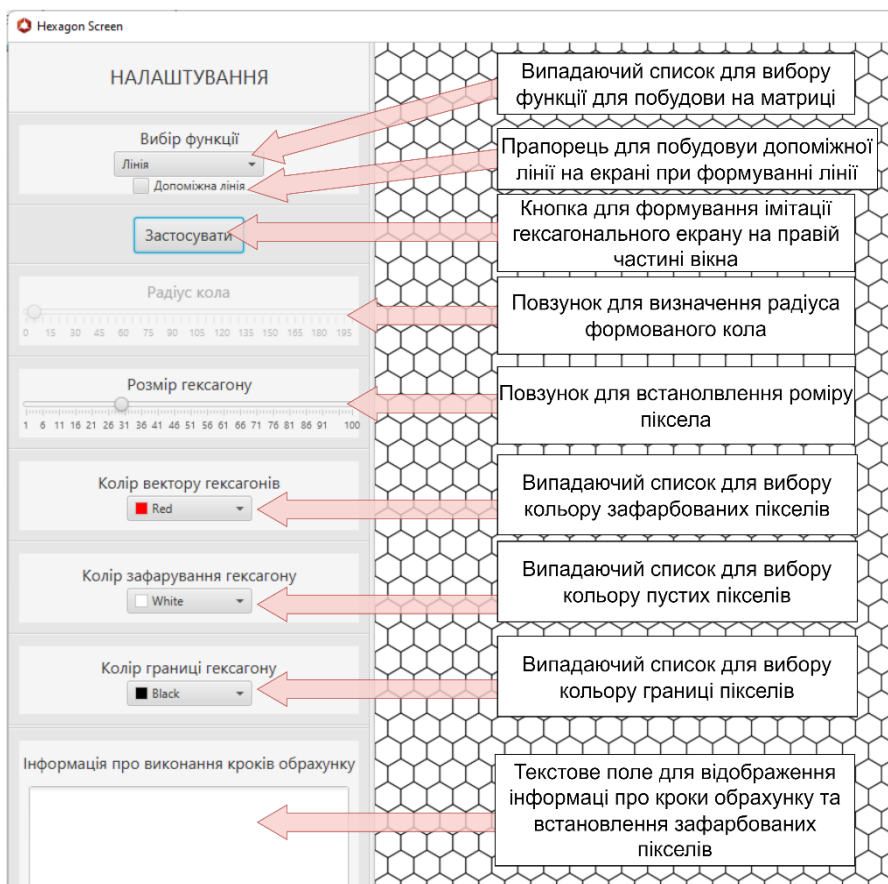 Hexagon Screen
НАЛАШТУВАННЯ
Вибір функції
Лінія
Допоміжна лінія
Застосувати
Радіус кола
0 15 30 45 60 75 90 105 120 135 150 165 180 195
Розмір гексагону
1 6 11 16 21 26 31 36 41 46 51 56 61 66 71 76 81 86 91 100
Колір вектору гексагонів
Red
Колір зафарування гексагону
White
Колір границі гексагону
Black
Інформація про виконання кроків обрахунку
Випадаючий список для вибору
функції для побудови на матриці
Прапорець для побудовуи допоміжної
лінії на екрані при формуванні лінії
Кнопка для формування імітації
гексагонального екрану на правій
частині вікна
Повзунок для визначення радіуса
формованого кола
Повзунок для встанолвлення роміру
піксела
Випадаючий список для вибору
кольору зафарбованих пікселів
Випадаючий список для вибору
кольору пустих пікселів
Випадаючий список для вибору
кольору границі пікселів
Текстове поле для відображення
інформаці про кроки обрахунку та
встановлення зафарбованих
пікселів